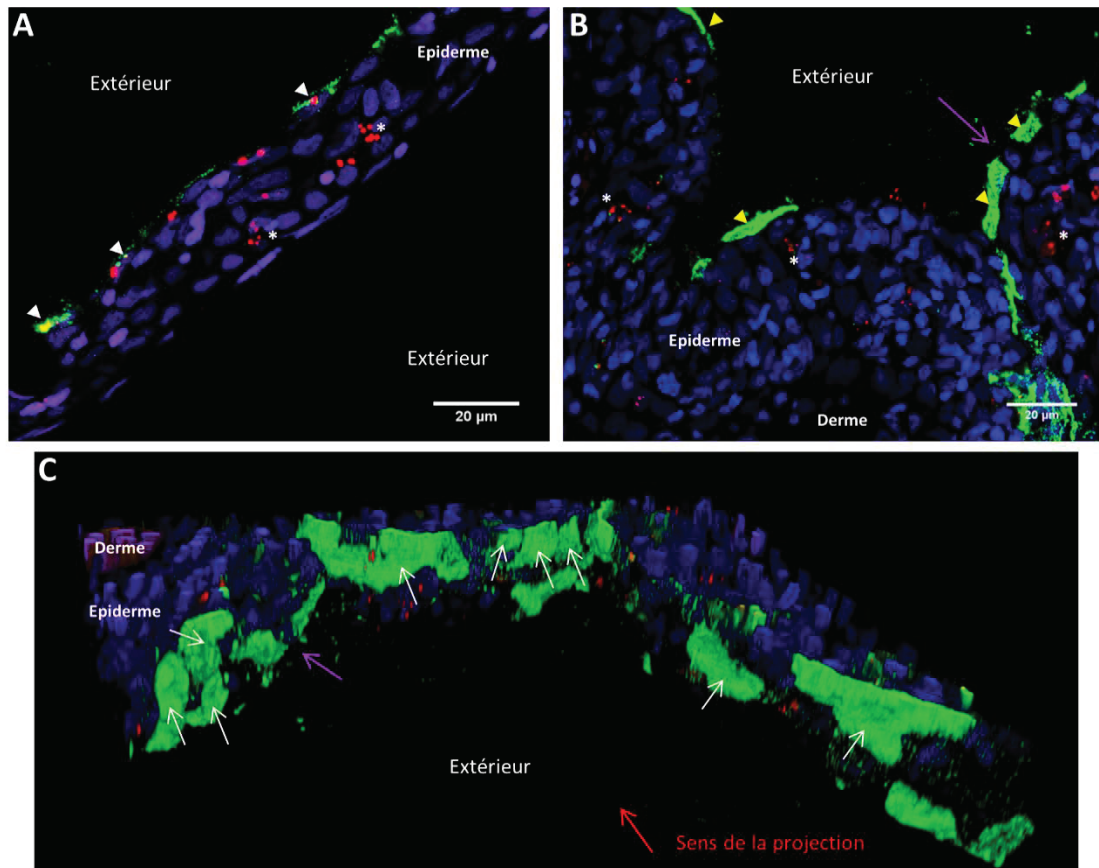 A
Epiderme
Extérieur
*
*
Extérieur
20 µm
B
Extérieur
*
*
*
Epiderme
Derme
20 µm
C
Derme
Epiderme
Extérieur
Sens de la projection